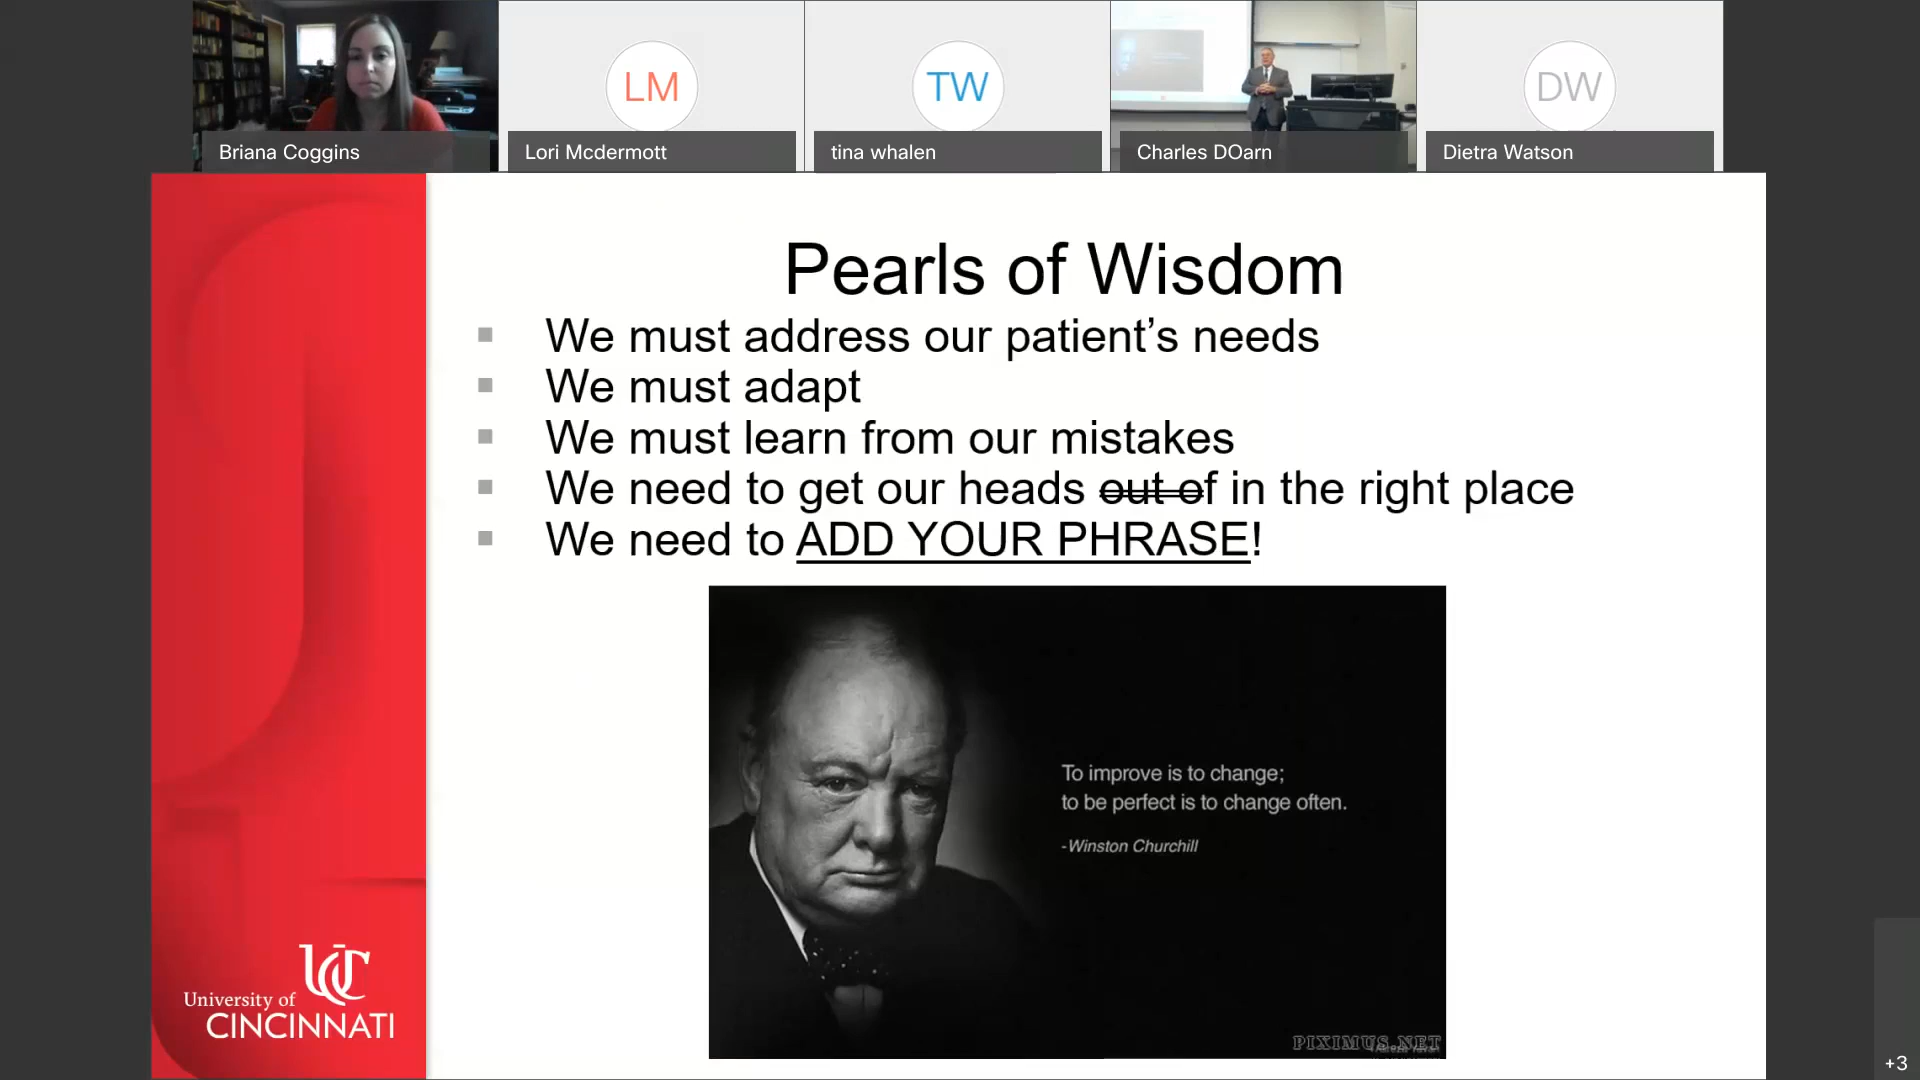 LM
TW
DW
Briana Coggins
Lori Mcdermott
tina whalen
Charles DOarn
Dietra Watson
Pearls of Wisdom
We must address our patient’s needs
We must adapt
We must learn from our mistakes
We need to get our heads out of in the right place
We need to ADD YOUR PHRASE!
To improve is to change;
to be perfect is to change often.
-Winston Churchill
PIXIMUS.NET
UC
University of
CINCINNATI
+3